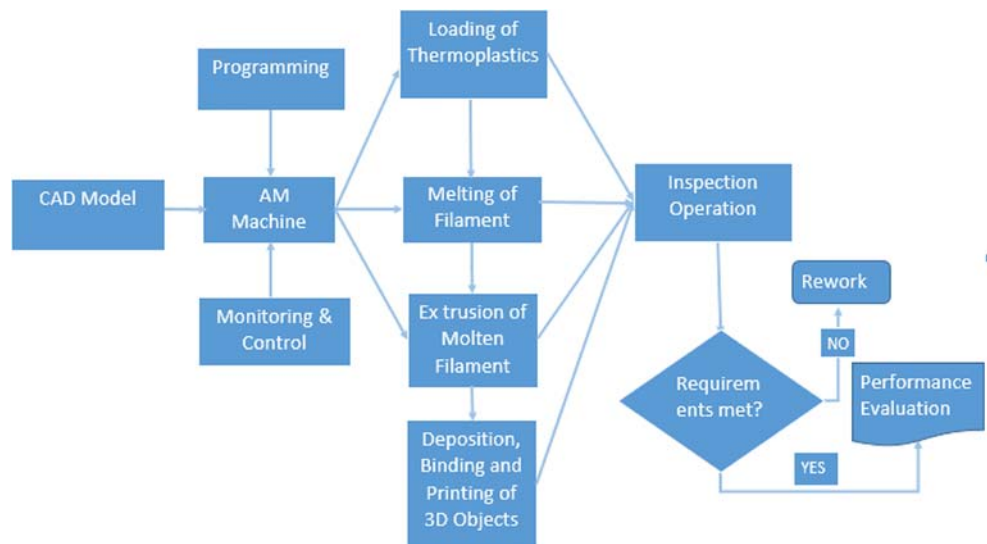 Loading of
Thermoplastics
Programming
CAD Model
AM
Machine
Melting of
Filament
Inspection
Operation
Monitoring &
Control
Ex trusion of
Molten
Filament
Rework
NO
Requirem
ents met?
Performance
Evaluation
Deposition,
Binding and
Printing of
3D Objects
YES